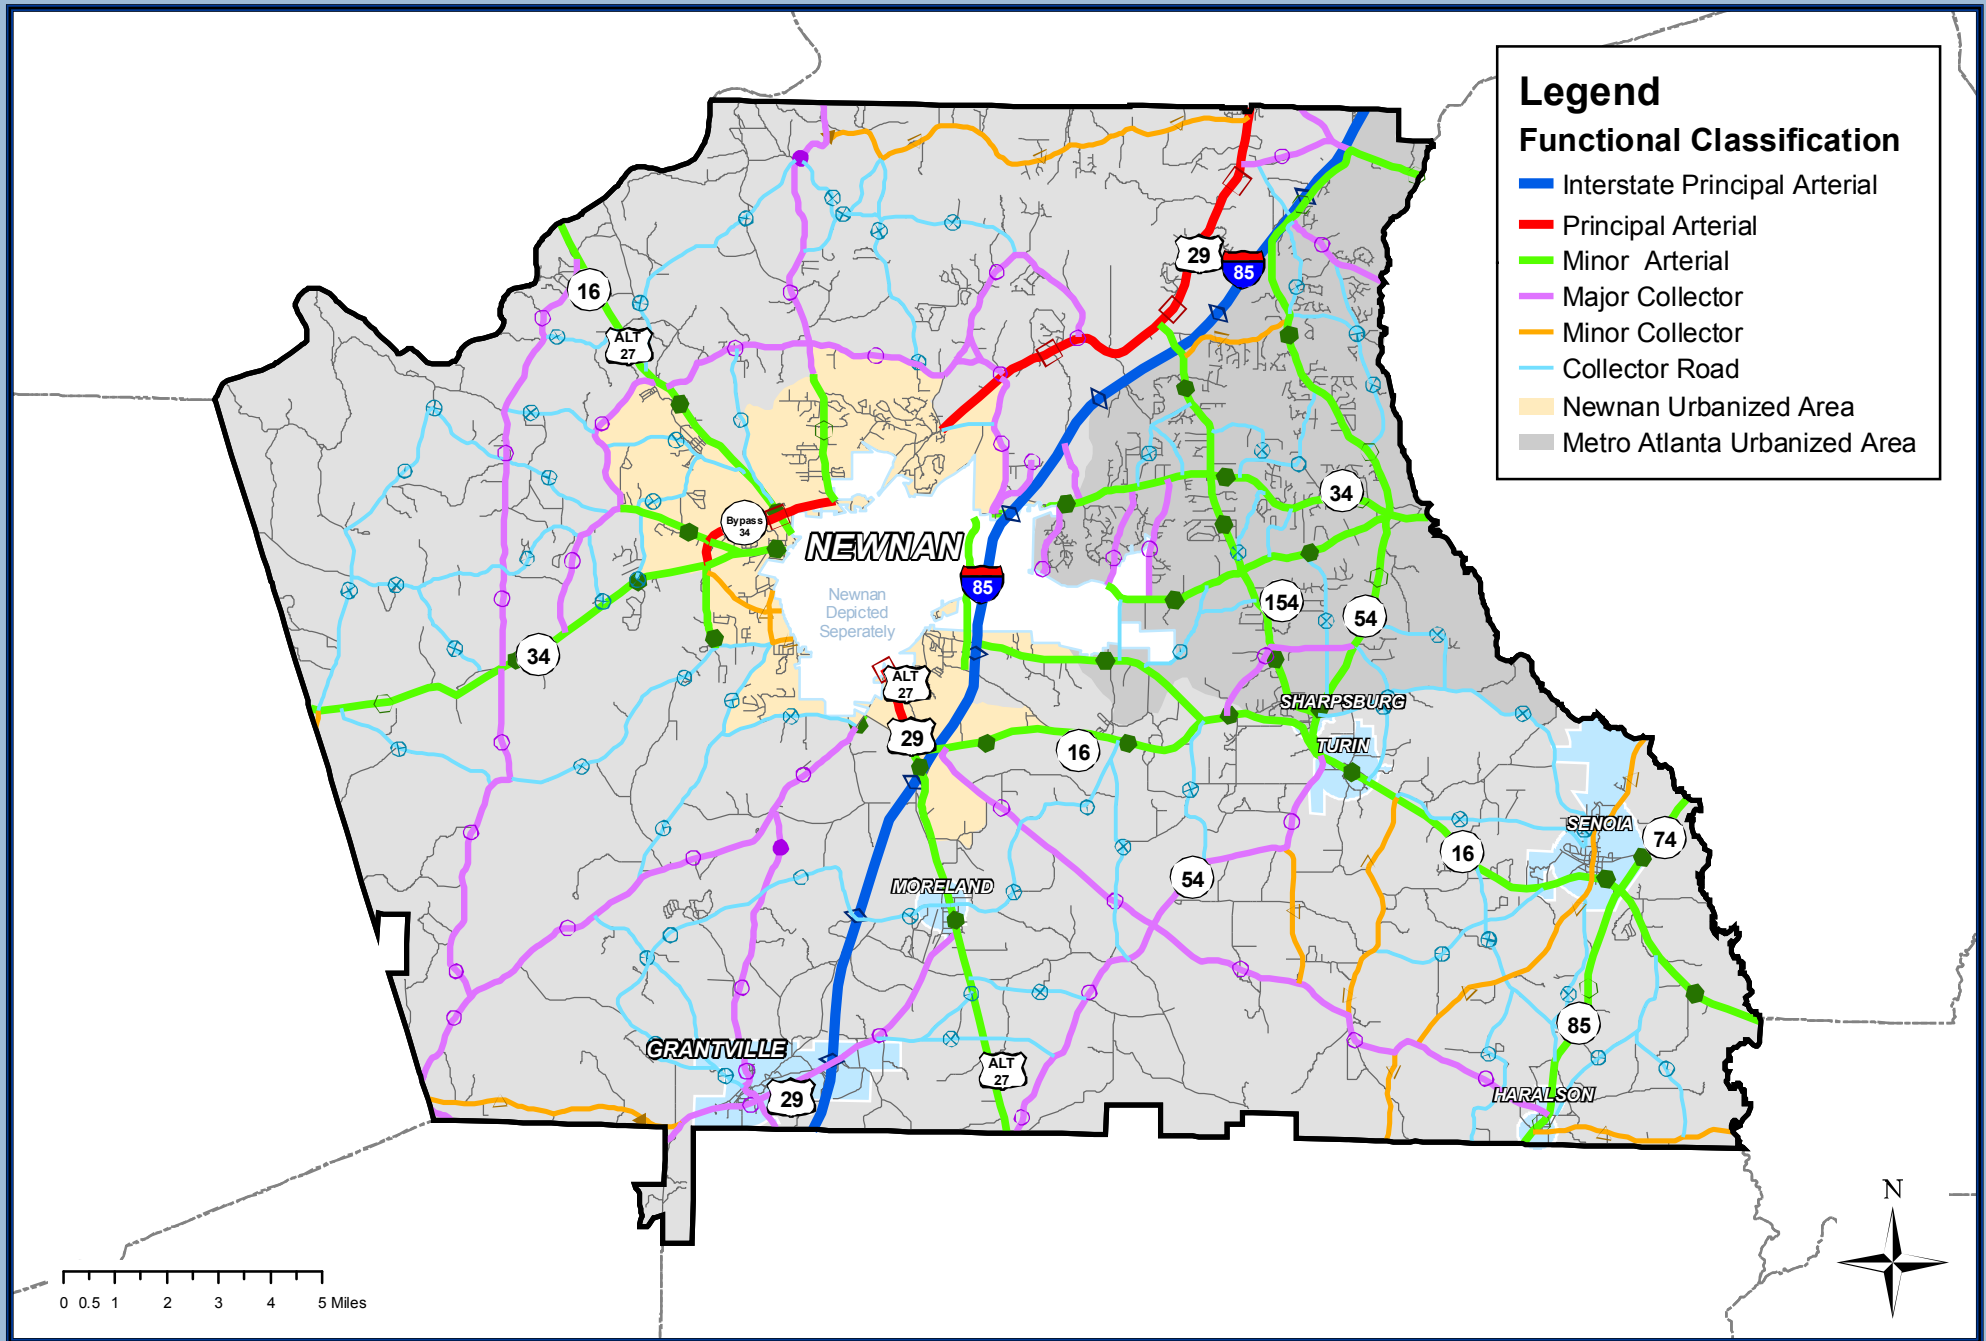 Legend
Functional Classification
Interstate Principal Arterial
Principal Arterial
Minor Arterial
Major Collector
Minor Collector
Collector Road
Newnan Urbanized Area
Metro Atlanta Urbanized Area
29
85
16
ALT
27
34
Bypass
34
NEWNAN
85
Newnan
Depicted
Seperately
154
54
34
ALT
27
SHARPSBURG
29
16
TURIN
SENOIA
74
16
54
MORELAND
85
GRANTVILLE
ALT
27
29
HARALSON
N
0 0.5 1 2 3 4 5 Miles